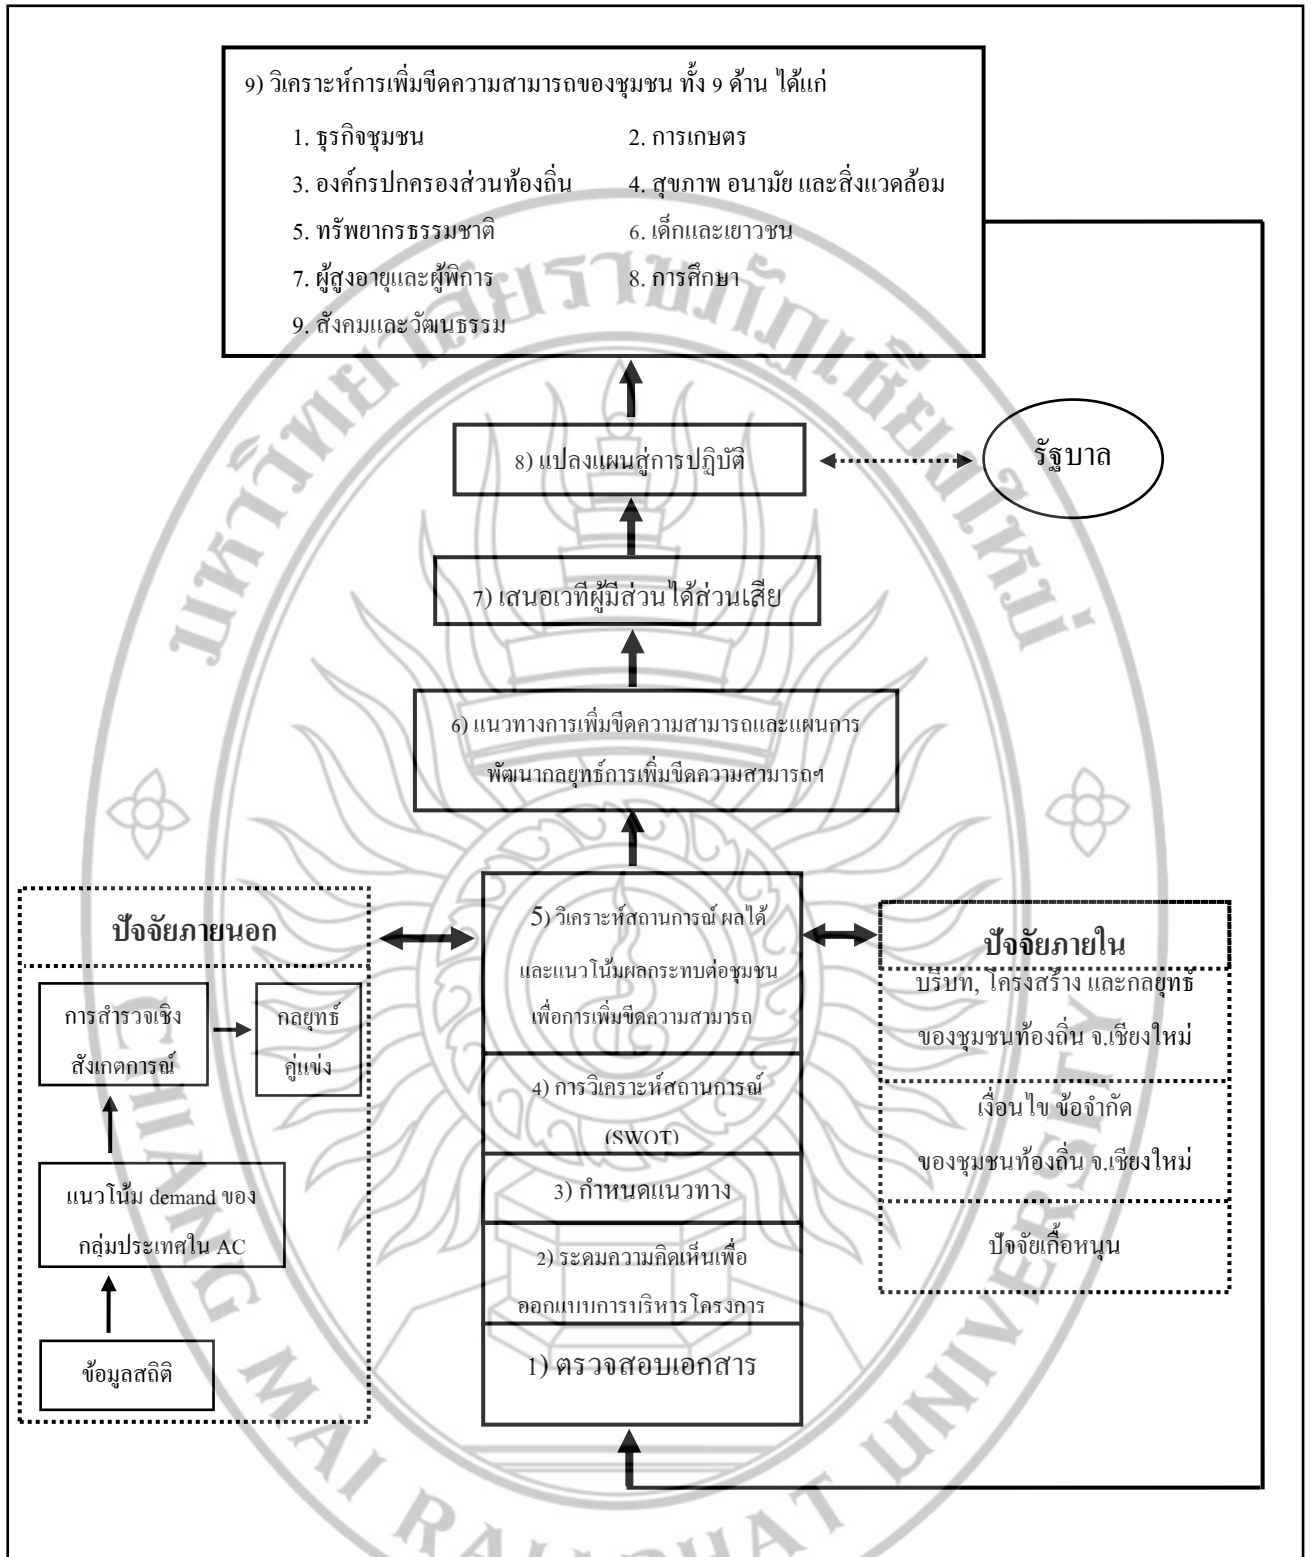 9) วิเคราะห์การเพิ่มขีดความสามารถของชุมชน ทั้ง 9 ด้าน ได้แก่
1. ธุรกิจชุมชน 2. การเกษตร
3. องค์กรปกครองส่วนท้องถิ่น 4. สุขภาพ อนามัย และสิ่งแวดล้อม
5. ทรัพยากรธรรมชาติ 6. เด็กและเยาวชน
7. ผู้สูงอายุและผู้พิการ 8. การศึกษา
9. สังคมและวัฒนธรรม
8) แปลงแผนสู่การปฏิบัติ
รัฐบาล
7) เสนอเวทีผู้มีส่วนได้ส่วนเสีย
6) แนวทางการเพิ่มขีดความสามารถและแผนการ
พัฒนากลยุทธ์การเพิ่มขีดความสามารถฯ
ปัจจัยภายนอก
การสำรวจเชิง
สังเกตการณ์
กลยุทธ์
คู่แข่ง
แนวโน้ม demand ของ
กลุ่มประเทศใน AC
ข้อมูลสถิติ
5) วิเคราะห์สถานการณ์ ผลได้
และแนวโน้มผลกระทบต่อชุมชน
เพื่อการเพิ่มขีดความสามารถ
4) การวิเคราะห์สถานการณ์
(SWOT)
3) กำหนดแนวทาง
2) ระดมความคิดเห็นเพื่อ
ออกแบบการบริหารโครงการ
1) ตรวจสอบเอกสาร
ปัจจัยภายใน
บริบท, โครงสร้าง และกลยุทธ์
ของชุมชนท้องถิ่น จ.เชียงใหม่
เงื่อนไข ข้อจำกัด
ของชุมชนท้องถิ่น จ.เชียงใหม่
ปัจจัยเกื้อหนุน
มหาวิทยาลัยราชภัฏเชียงใหม่
CHIANG MAI RAJABHAT UNIVERSITY